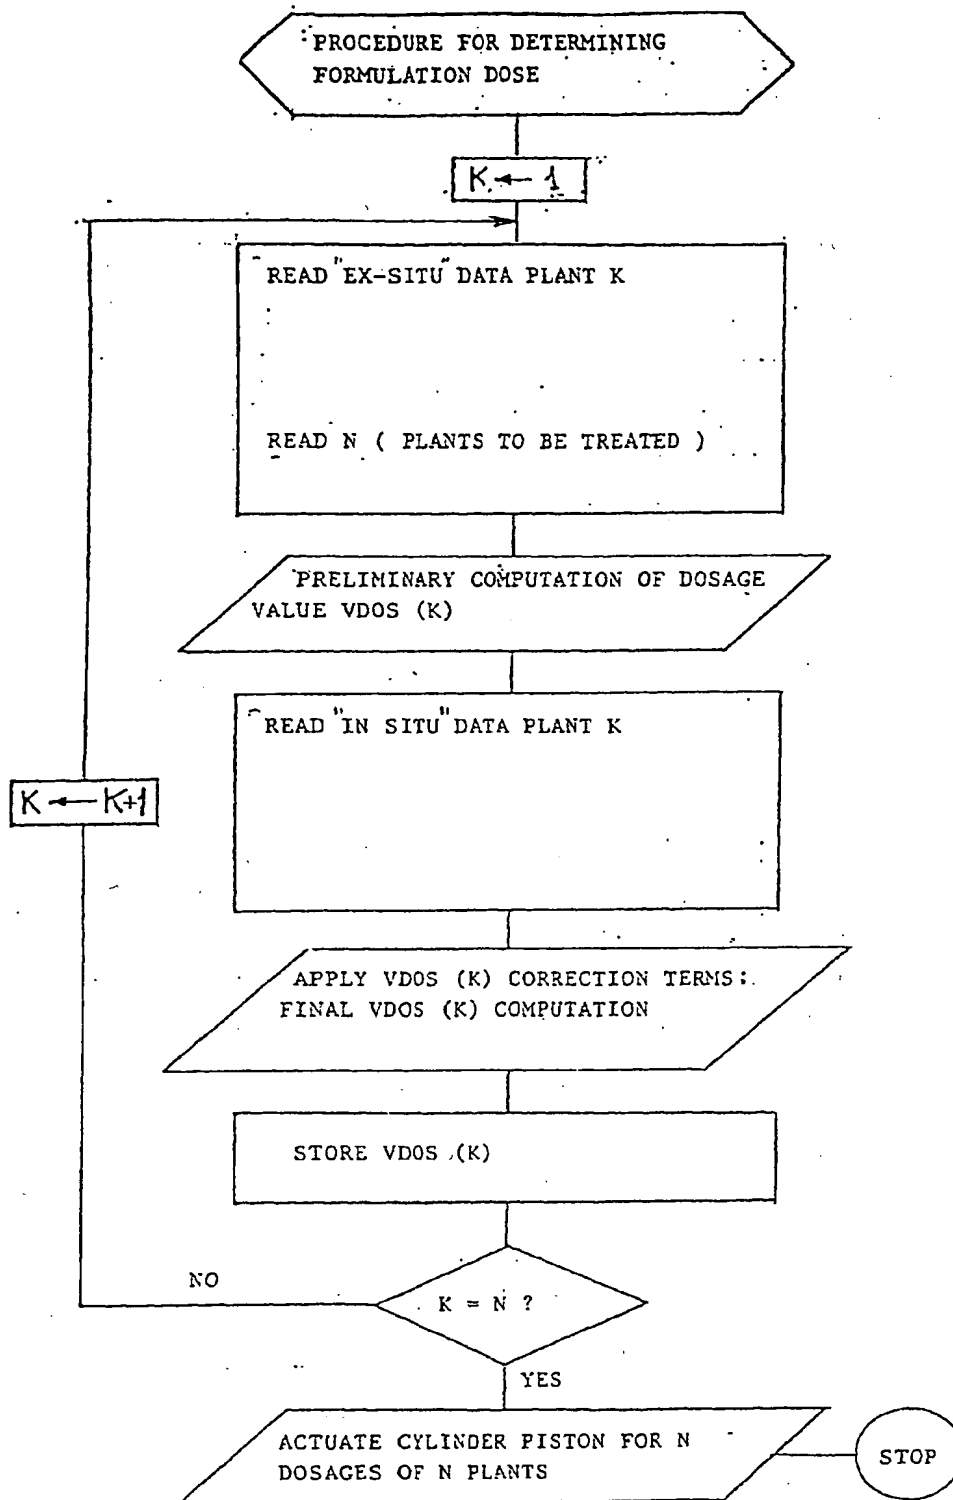 PROCEDURE FOR DETERMINING
FORMULATION DOSE
K ← 1
READ "EX-SITU" DATA PLANT K
READ N ( PLANTS TO BE TREATED )
PRELIMINARY COMPUTATION OF DOSAGE
VALUE VDOS (K)
READ "IN SITU" DATA PLANT K
K ← K+1
APPLY VDOS (K) CORRECTION TERMS:
FINAL VDOS (K) COMPUTATION
STORE VDOS (K)
NO
K = N ?
YES
ACTUATE CYLINDER PISTON FOR N
DOSAGES OF N PLANTS
STOP